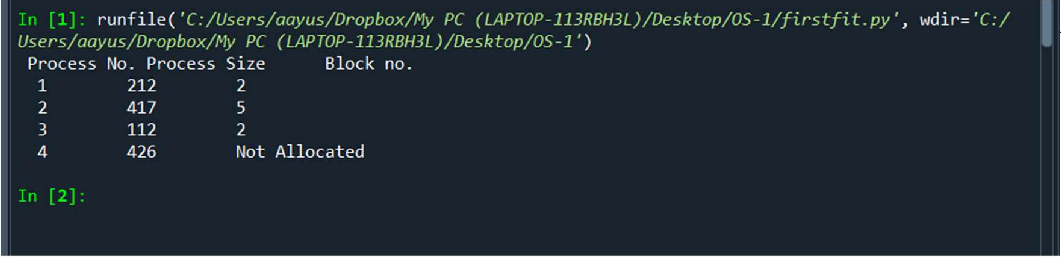 In [1]: runfile('C:/Users/aayus/Dropbox/My PC (LAPTOP-113RBH3L)/Desktop/OS-1/firstfit.py', wdir='C:/
Users/aayus/Dropbox/My PC (LAPTOP-113RBH3L)/Desktop/OS-1')
Process No. Process Size      Block no.
1         212        2
2         417        5
3         112        2
4         426        Not Allocated
In [2]: